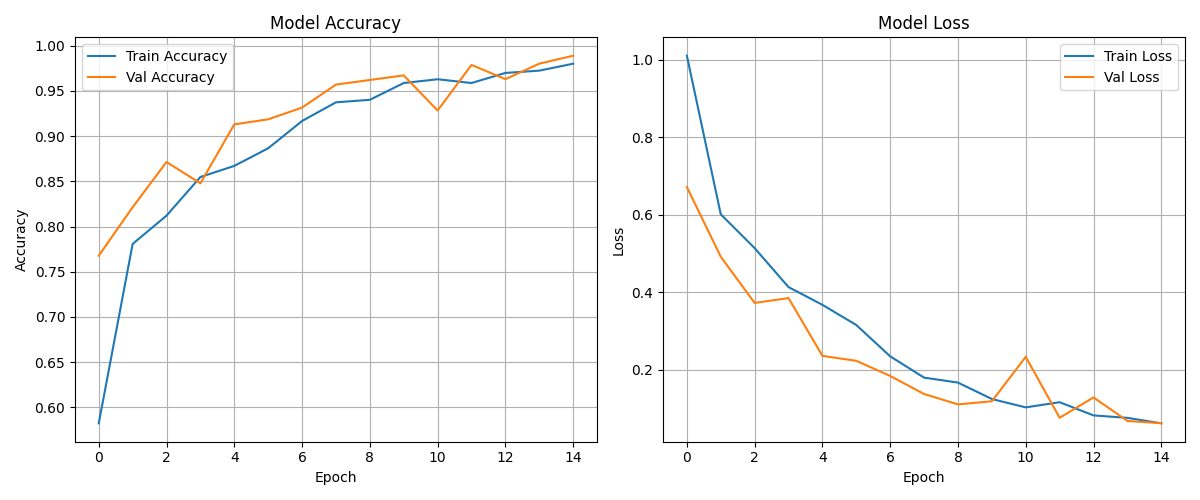 Model Accuracy
Train Accuracy
Val Accuracy
Accuracy
1.00
0.95
0.90
0.85
0.80
0.75
0.70
0.65
0.60
0 2 4 6 8 10 12 14
Epoch
Model Loss
Train Loss
Val Loss
Loss
1.0
0.8
0.6
0.4
0.2
0 2 4 6 8 10 12 14
Epoch